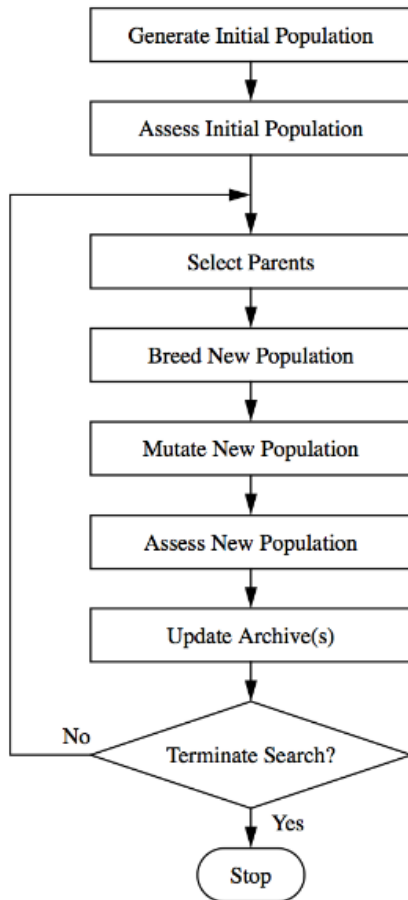 Generate Initial Population
Assess Initial Population
Select Parents
Breed New Population
Mutate New Population
Assess New Population
Update Archive(s)
No
Terminate Search?
Yes
Stop